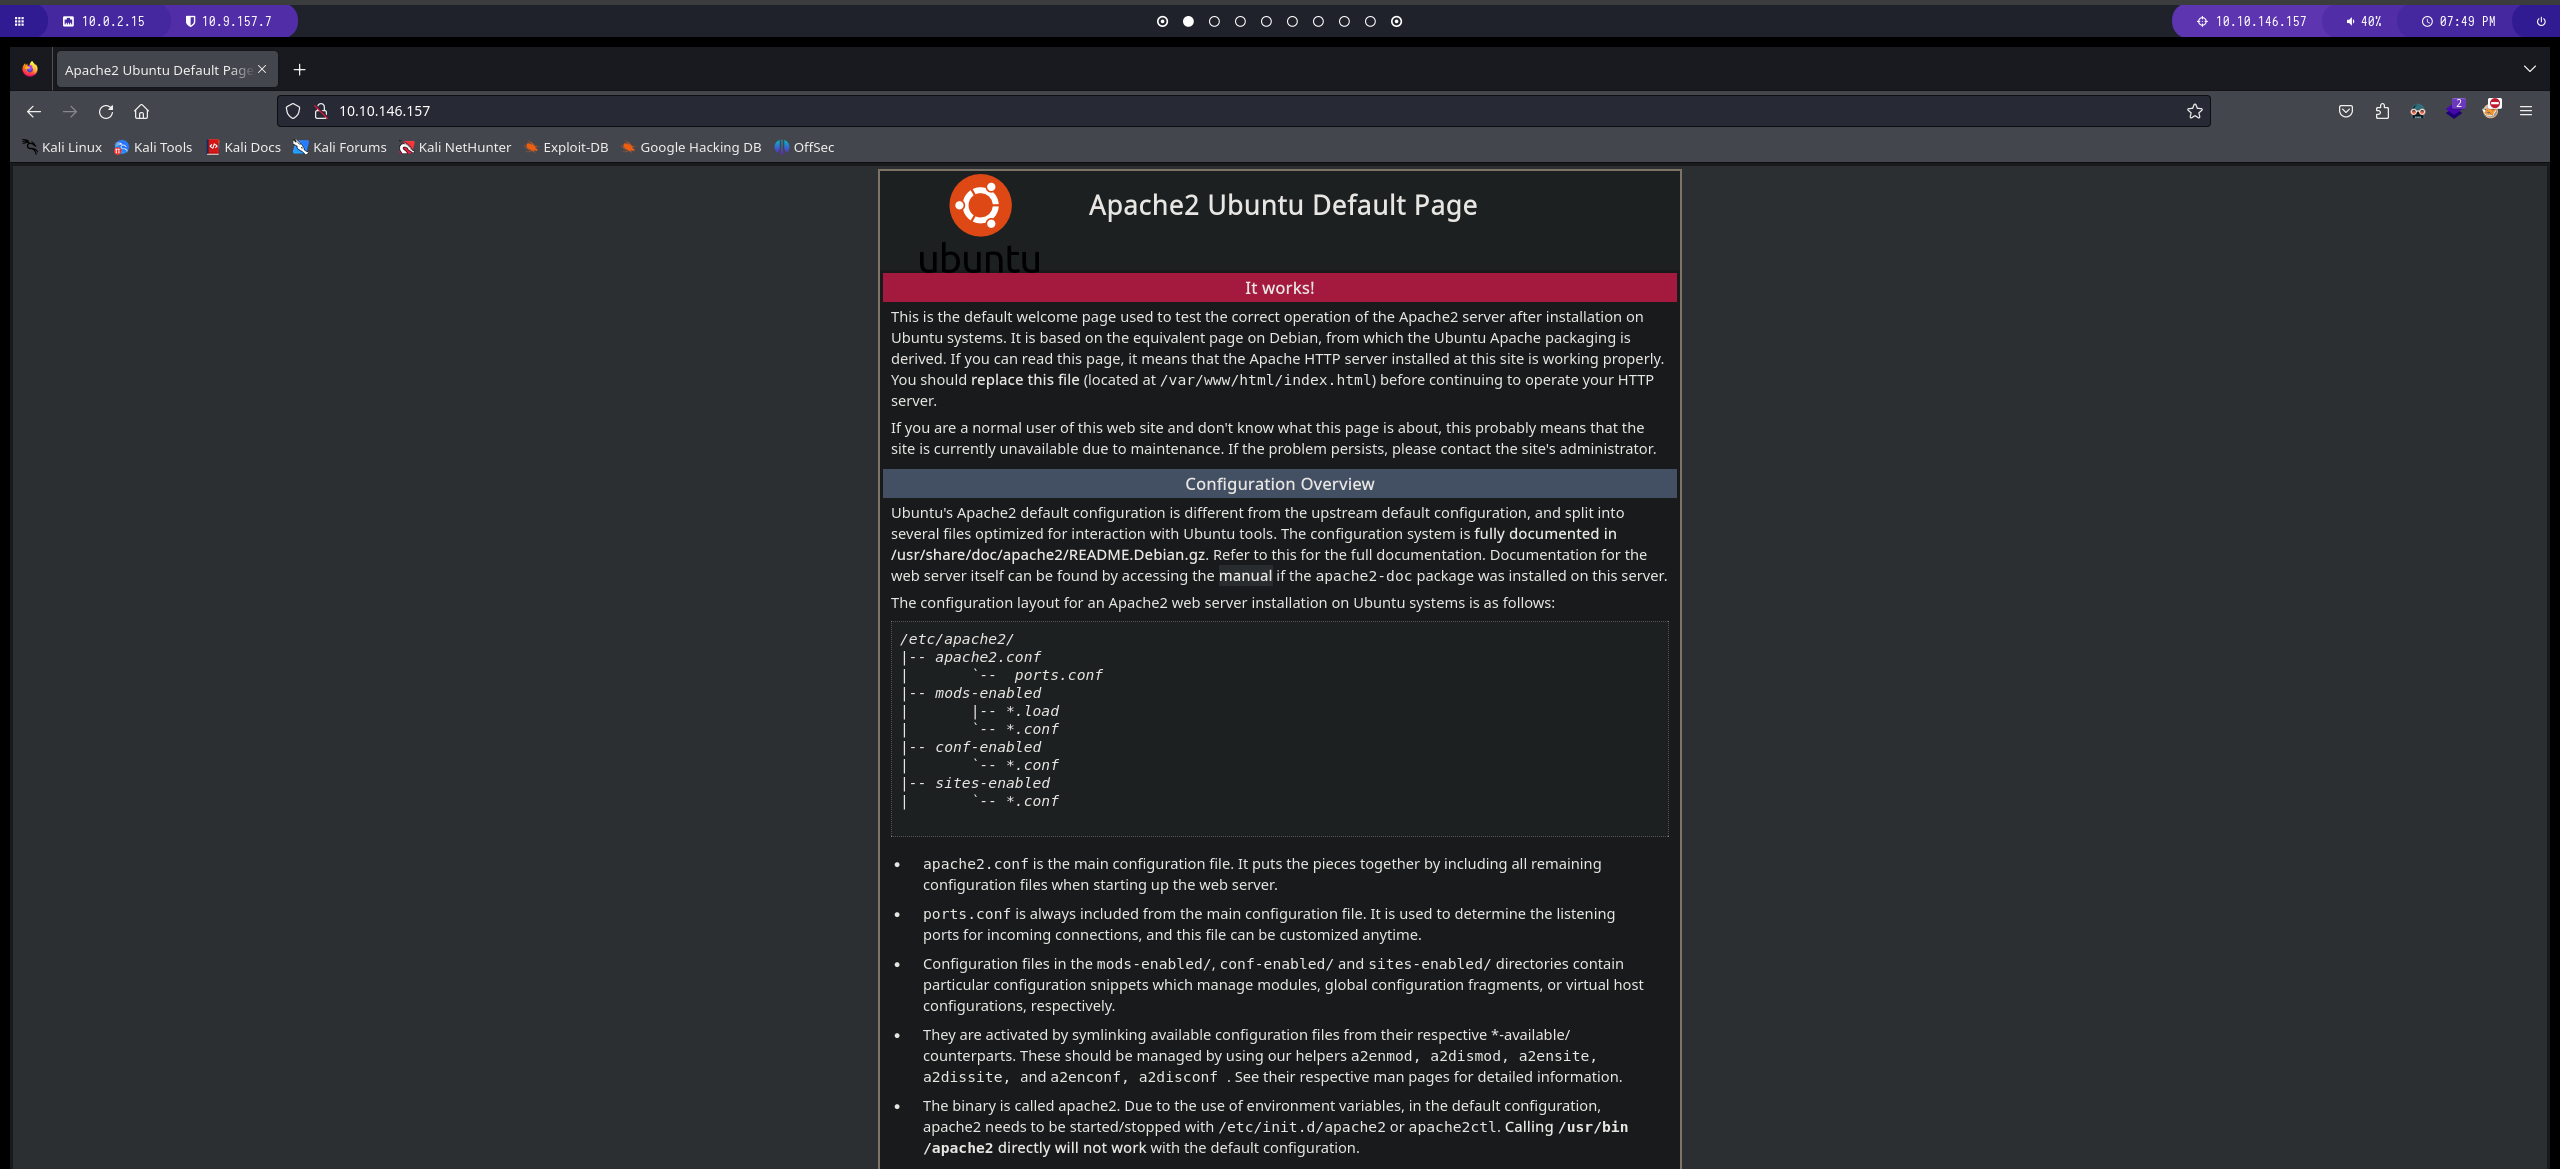 10.0.2.15
10.9.157.7
10.10.146.157
40%
07:49 PM
Apache2 Ubuntu Default Page
10.10.146.157
2
Kali Linux
Kali Tools
Kali Docs
Kali Forums
Kali NetHunter
Exploit-DB
Google Hacking DB
OffSec
ubuntu
Apache2 Ubuntu Default Page
It works!
This is the default welcome page used to test the correct operation of the Apache2 server after installation on
Ubuntu systems. It is based on the equivalent page on Debian, from which the Ubuntu Apache packaging is
derived. If you can read this page, it means that the Apache HTTP server installed at this site is working properly.
You should replace this file (located at /var/www/html/index.html) before continuing to operate your HTTP
server.
If you are a normal user of this web site and don't know what this page is about, this probably means that the
site is currently unavailable due to maintenance. If the problem persists, please contact the site's administrator.
Configuration Overview
Ubuntu's Apache2 default configuration is different from the upstream default configuration, and split into
several files optimized for interaction with Ubuntu tools. The configuration system is fully documented in
/usr/share/doc/apache2/README.Debian.gz. Refer to this for the full documentation. Documentation for the
web server itself can be found by accessing the manual if the apache2-doc package was installed on this server.
The configuration layout for an Apache2 web server installation on Ubuntu systems is as follows:
/etc/apache2/
|-- apache2.conf
|       `--  ports.conf
|-- mods-enabled
|       |-- *.load
|       `-- *.conf
|-- conf-enabled
|       `-- *.conf
|-- sites-enabled
|       `-- *.conf
• apache2.conf is the main configuration file. It puts the pieces together by including all remaining
configuration files when starting up the web server.
• ports.conf is always included from the main configuration file. It is used to determine the listening
ports for incoming connections, and this file can be customized anytime.
• Configuration files in the mods-enabled/, conf-enabled/ and sites-enabled/ directories contain
particular configuration snippets which manage modules, global configuration fragments, or virtual host
configurations, respectively.
• They are activated by symlinking available configuration files from their respective *-available/
counterparts. These should be managed by using our helpers a2enmod, a2dismod, a2ensite,
a2dissite, and a2enconf, a2disconf . See their respective man pages for detailed information.
• The binary is called apache2. Due to the use of environment variables, in the default configuration,
apache2 needs to be started/stopped with /etc/init.d/apache2 or apache2ctl. Calling /usr/bin
/apache2 directly will not work with the default configuration.